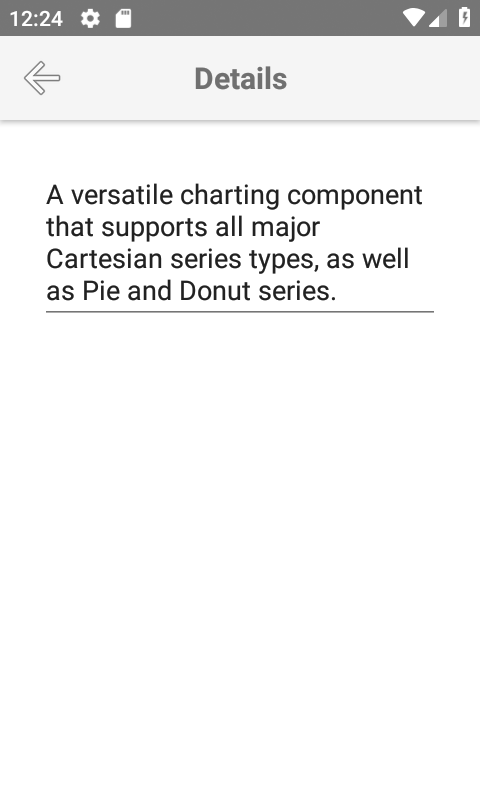 12:24
Details
A versatile charting component
that supports all major
Cartesian series types, as well
as Pie and Donut series.